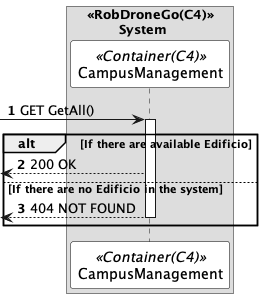 «RobDroneGo(C4)»
System
«Container(C4)»
CampusManagement
1 GET GetAll()
alt [If there are available Edificio]
2 200 OK
[If there are no Edificio in the system]
3 404 NOT FOUND
«Container(C4)»
CampusManagement